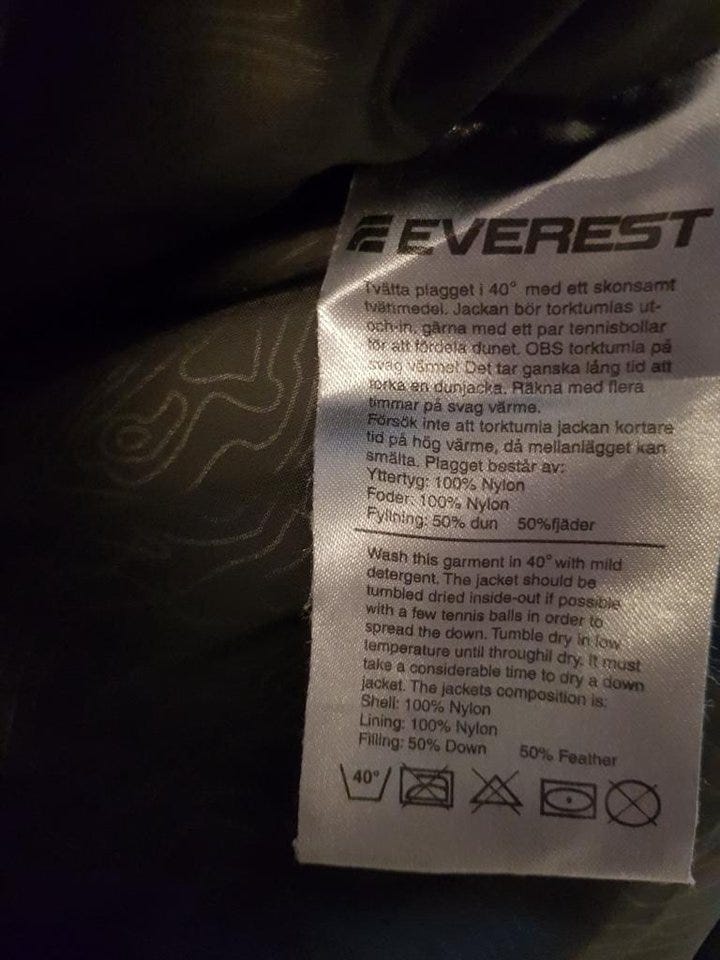 EVEREST
Tvätta plagget i 40° med ett skonsamt
tvättmedel. Jackan bör torktumlas ut-
och-in, gärna med ett par tennisbollar
för att fördela dunet. OBS torktumla på
svag värme! Det tar ganska lång tid att
torka en dunjacka. Räkna med flera
timmar på svag värme.
Försök inte att torktumla jackan kortare
tid på hög värme, då mellanlägget kan
smälta. Plagget består av:
Yttertyg: 100% Nylon
Foder: 100% Nylon
Fyllning: 50% dun 50%fjäder
Wash this garment in 40° with mild
detergent. The jacket should be
tumbled dried inside-out if possible
with a few tennis balls in order to
spread the down. Tumble dry in low
temperature until throughil dry. It must
take a considerable time to dry a down
jacket. The jackets composition is:
Shell: 100% Nylon
Lining: 100% Nylon
Filling: 50% Down 50% Feather
40°